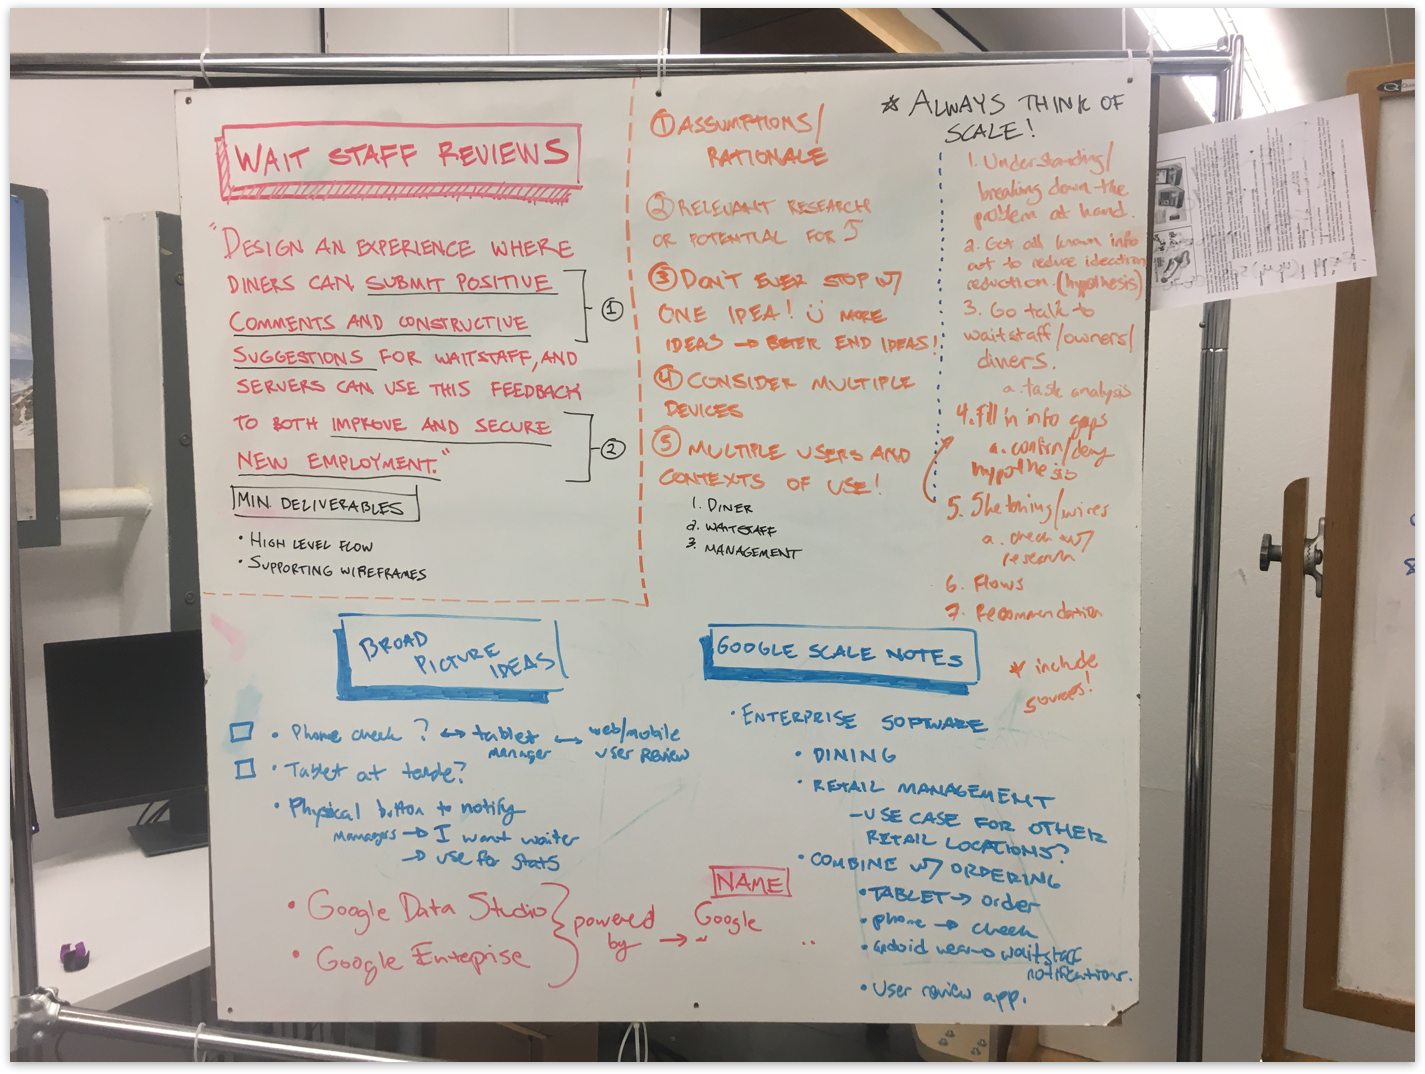 WAIT STAFF REVIEWS
"DESIGN AN EXPERIENCE WHERE
DINERS CAN SUBMIT POSITIVE
COMMENTS AND CONSTRUCTIVE
SUGGESTIONS FOR WAITSTAFF, AND
SERVERS CAN USE THIS FEEDBACK
TO BOTH IMPROVE AND SECURE
NEW EMPLOYMENT."
1
2
MIN. DELIVERABLES
• HIGH LEVEL FLOW
• SUPPORTING WIREFRAMES
1 ASSUMPTIONS/
RATIONALE
2 RELEVANT RESEARCH
OR POTENTIAL FOR
3 DON'T EVER STOP W/
ONE IDEA! MORE
IDEAS → BETER END IDEAS!
4 CONSIDER MULTIPLE
DEVICES
5 MULTIPLE USERS AND
CONTEXTS OF USE!
1. DINER
2. WAITSTAFF
3. MANAGEMENT
* ALWAYS THINK OF
SCALE!
1. Understanding/
breaking down the
problem at hand.
2. Get all known info
out to reduce ideation
reduction. (hypothesis)
3. Go talk to
waitstaff/owners/
diners.
a. task analysis
4. Fill in info gaps
a. confirm/deny
hypothesis
5. Sketching/wires
a. check w/
research
6. Flows
7. Recommendation
* include
sources!
BROAD
PICTURE
IDEAS
• Phone check ? ↔ tablet ↔ web/mobile
manager user review
• Tablet at table?
• Physical button to notify
managers → I want waiter
→ use for stats
• Google Data Studio
• Google Enteprise
powered
by →
NAME
Google
GOOGLE SCALE NOTES
• ENTERPRISE SOFTWARE
• DINING
• RETAIL MANAGEMENT
- USE CASE FOR OTHER
RETAIL LOCATIONS?
• COMBINE W/ ORDERING
• TABLET → order
• phone → check
• android wear → waitstaff
notifications.
• User review app.